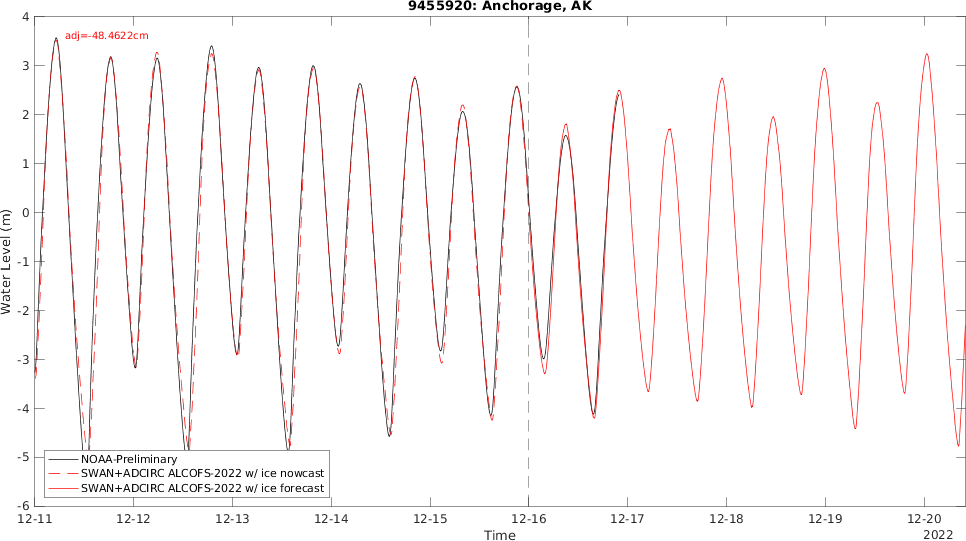 9455920: Anchorage, AK
adj=-48.4622cm
4
3
2
1
0
-1
-2
-3
-4
-5
-6
Water Level (m)
NOAA-Preliminary
SWAN+ADCIRC ALCOFS-2022 w/ ice nowcast
SWAN+ADCIRC ALCOFS-2022 w/ ice forecast
12-11 12-12 12-13 12-14 12-15 12-16 12-17 12-18 12-19 12-20
Time
2022